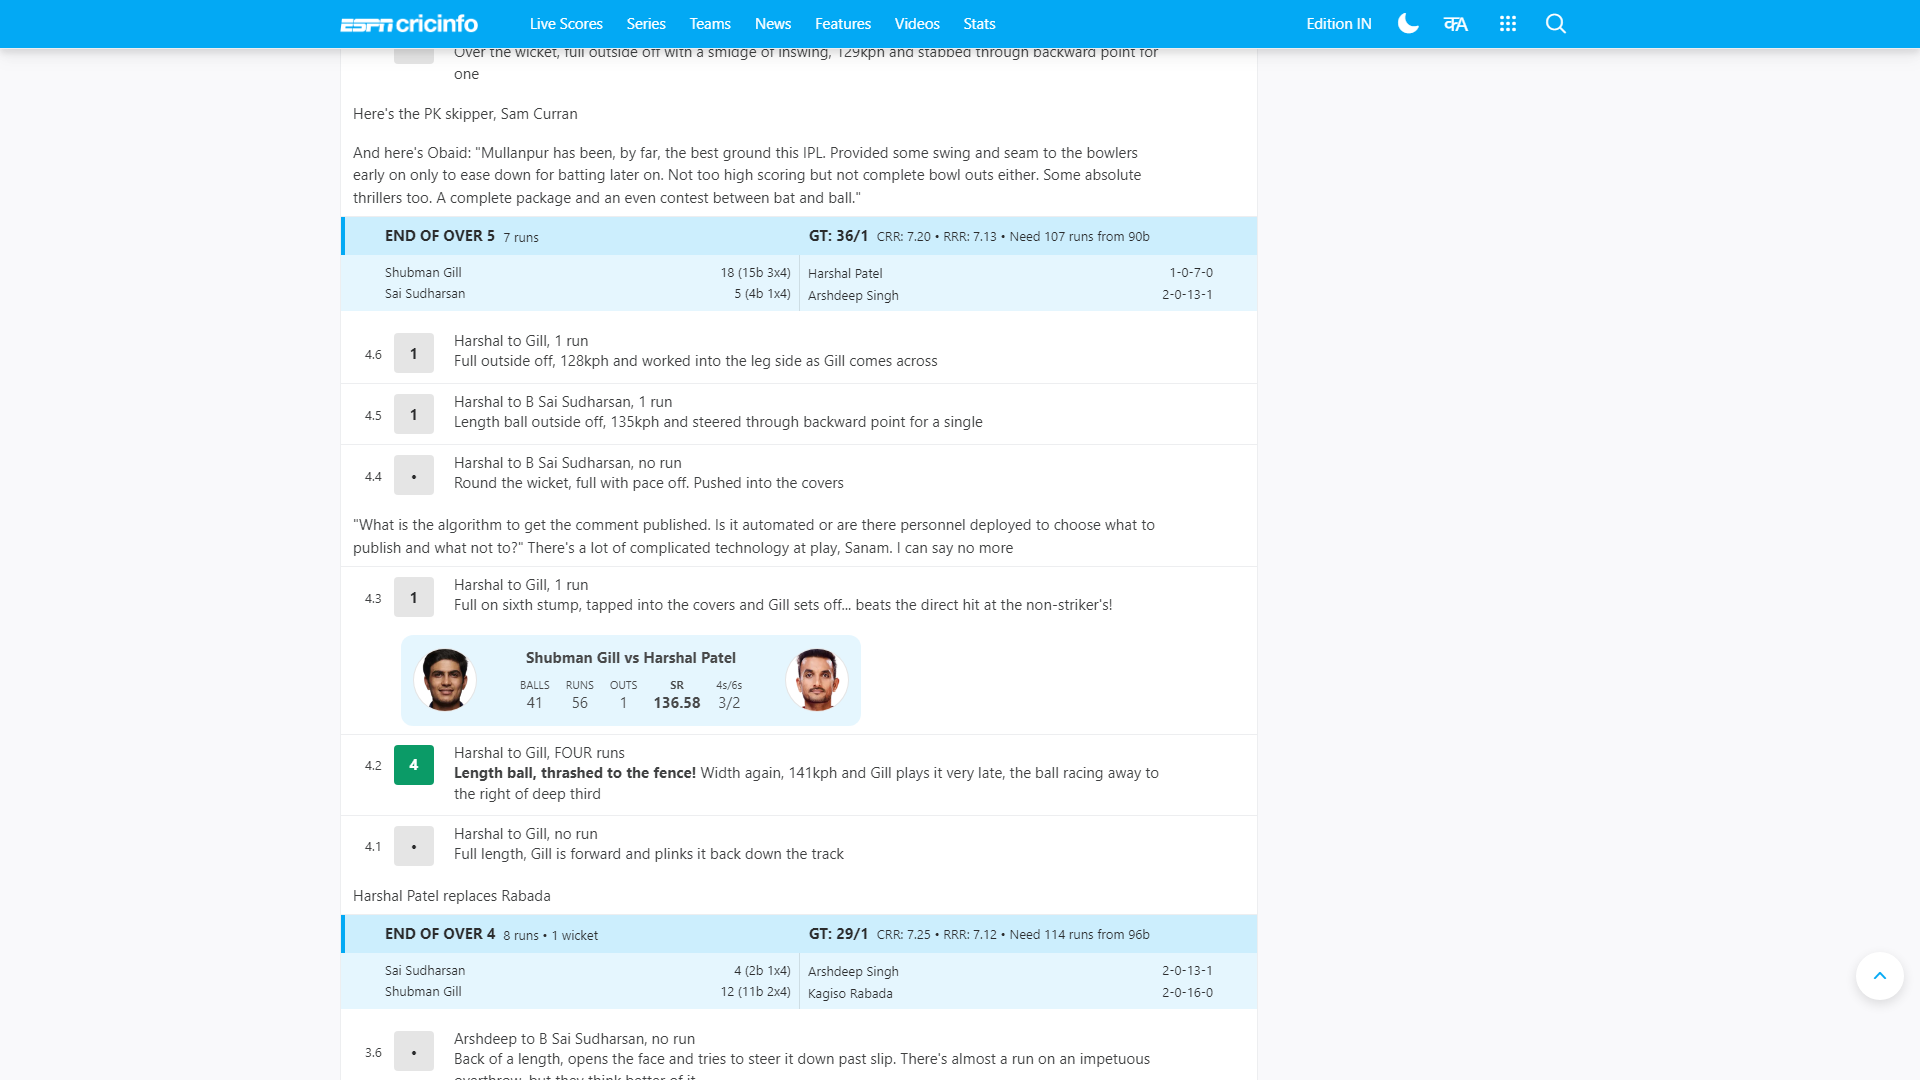 ESPN cricinfo Live Scores Series Teams News Features Videos Stats Edition IN क A
Over the wicket, full outside off with a smidge of inswing, 129kph and stabbed through backward point for
one
Here's the PK skipper, Sam Curran
And here's Obaid: "Mullanpur has been, by far, the best ground this IPL. Provided some swing and seam to the bowlers
early on only to ease down for batting later on. Not too high scoring but not complete bowl outs either. Some absolute
thrillers too. A complete package and an even contest between bat and ball."
END OF OVER 5 7 runs GT: 36/1 CRR: 7.20 • RRR: 7.13 • Need 107 runs from 90b
Shubman Gill 18 (15b 3x4) Harshal Patel 1-0-7-0
Sai Sudharsan 5 (4b 1x4) Arshdeep Singh 2-0-13-1
Harshal to Gill, 1 run
4.6 1 Full outside off, 128kph and worked into the leg side as Gill comes across
Harshal to B Sai Sudharsan, 1 run
4.5 1 Length ball outside off, 135kph and steered through backward point for a single
Harshal to B Sai Sudharsan, no run
4.4 • Round the wicket, full with pace off. Pushed into the covers
"What is the algorithm to get the comment published. Is it automated or are there personnel deployed to choose what to
publish and what not to?" There's a lot of complicated technology at play, Sanam. I can say no more
Harshal to Gill, 1 run
4.3 1 Full on sixth stump, tapped into the covers and Gill sets off... beats the direct hit at the non-striker's!
Shubman Gill vs Harshal Patel
BALLS RUNS OUTS SR 4s/6s
41 56 1 136.58 3/2
Harshal to Gill, FOUR runs
4.2 4 Length ball, thrashed to the fence! Width again, 141kph and Gill plays it very late, the ball racing away to
the right of deep third
Harshal to Gill, no run
4.1 • Full length, Gill is forward and plinks it back down the track
Harshal Patel replaces Rabada
END OF OVER 4 8 runs • 1 wicket GT: 29/1 CRR: 7.25 • RRR: 7.12 • Need 114 runs from 96b
Sai Sudharsan 4 (2b 1x4) Arshdeep Singh 2-0-13-1
Shubman Gill 12 (11b 2x4) Kagiso Rabada 2-0-16-0
Arshdeep to B Sai Sudharsan, no run
3.6 • Back of a length, opens the face and tries to steer it down past slip. There's almost a run on an impetuous
overthrow, but they think better of it